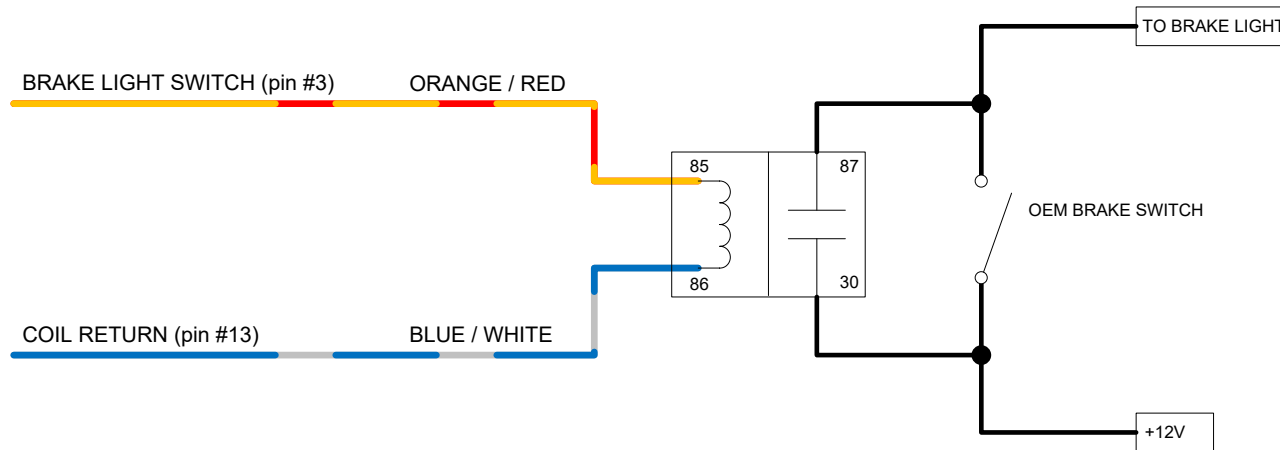 TO BRAKE LIGHT
BRAKE LIGHT SWITCH (pin #3) ORANGE / RED
85 87
OEM BRAKE SWITCH
86 30
COIL RETURN (pin #13) BLUE / WHITE
+12V